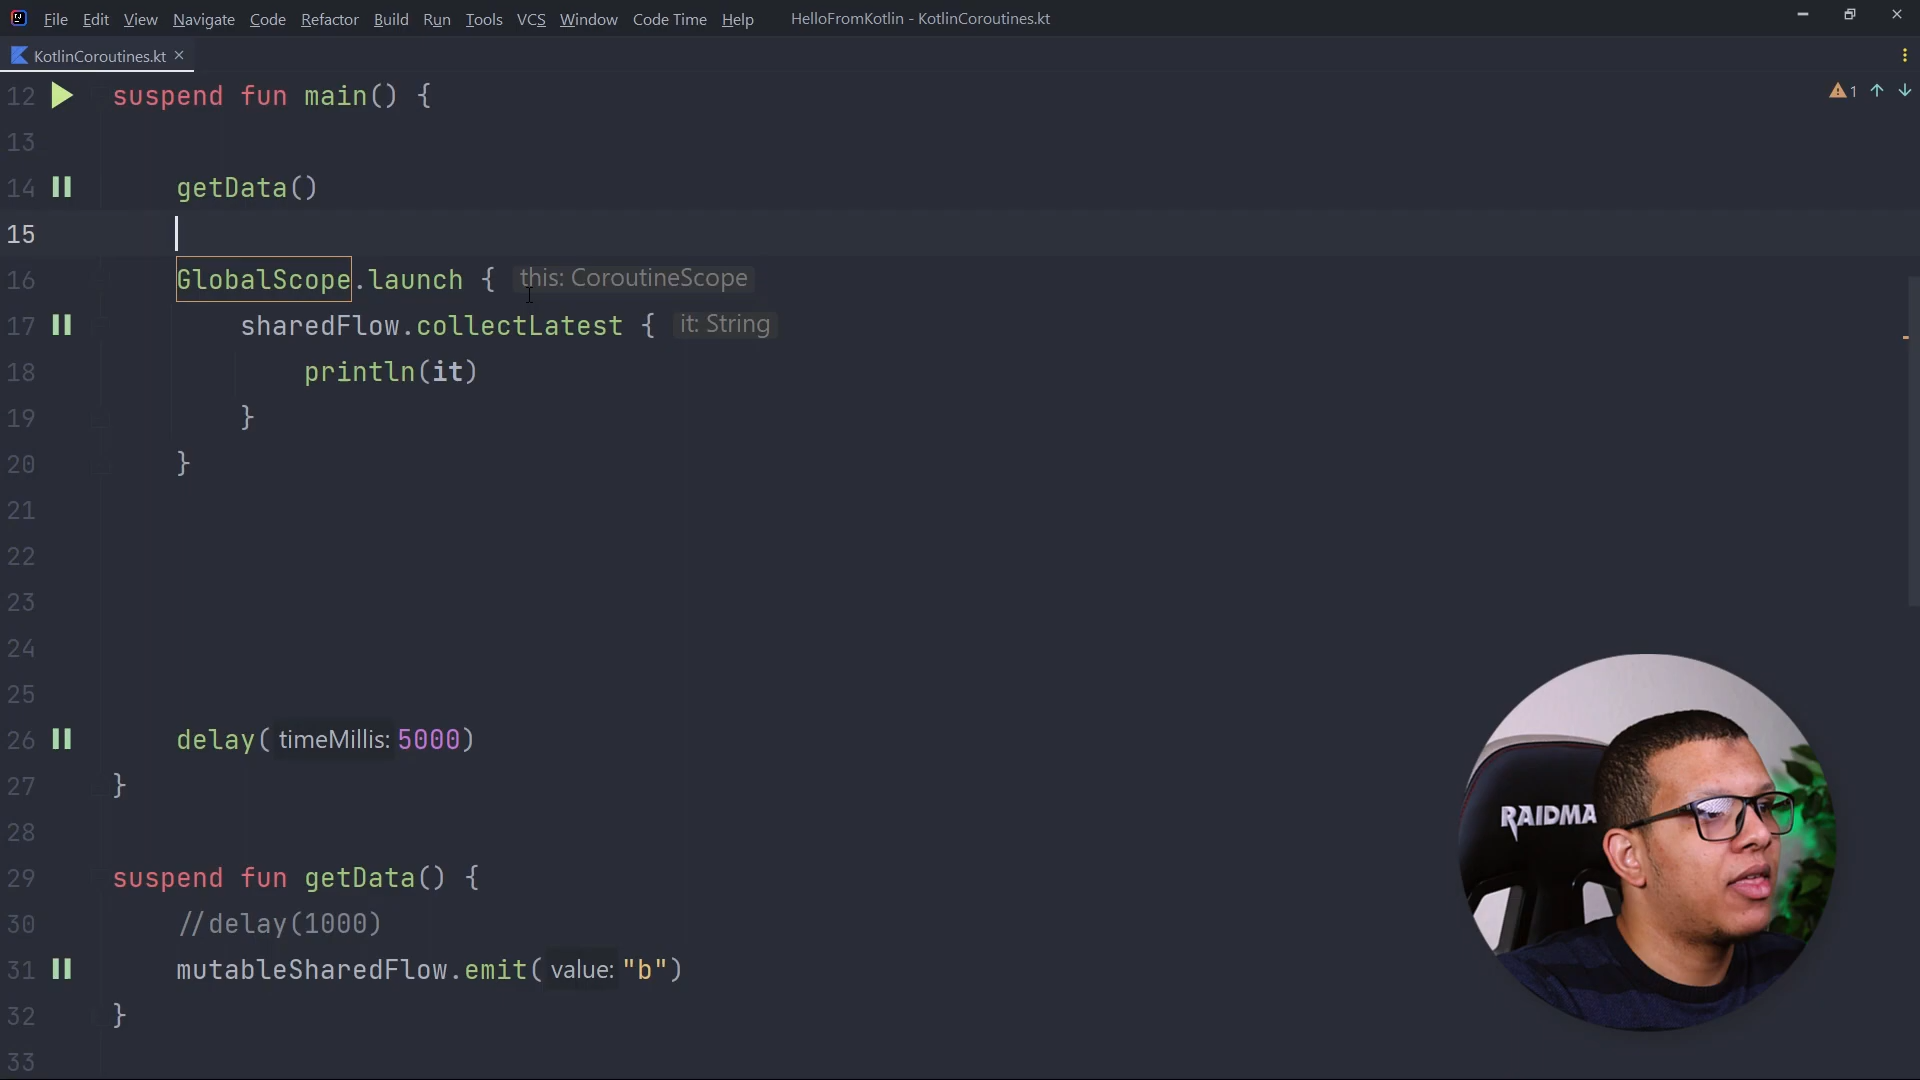 File Edit View Navigate Code Refactor Build Run Tools VCS Window Code Time Help HelloFromKotlin - KotlinCoroutines.kt
KotlinCoroutines.kt
12 suspend fun main() { 1
13
14 getData()
15
16 GlobalScope.launch { this: CoroutineScope
17 sharedFlow.collectLatest { it: String
18 println(it)
19 }
20 }
21
22
23
24
25
26 delay( timeMillis: 5000)
27 }
28
29 suspend fun getData() {
30 //delay(1000)
31 mutableSharedFlow.emit( value: "b")
32 }
33
RAIDMA